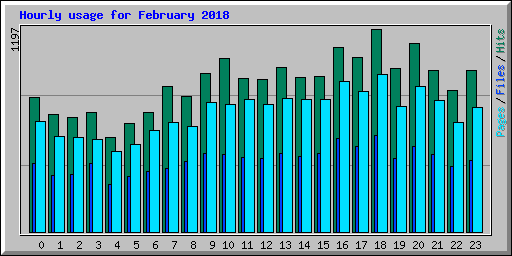 Hourly usage for February 2018
1197
Pages/Files/Hits
0 1 2 3 4 5 6 7 8 9 10 11 12 13 14 15 16 17 18 19 20 21 22 23